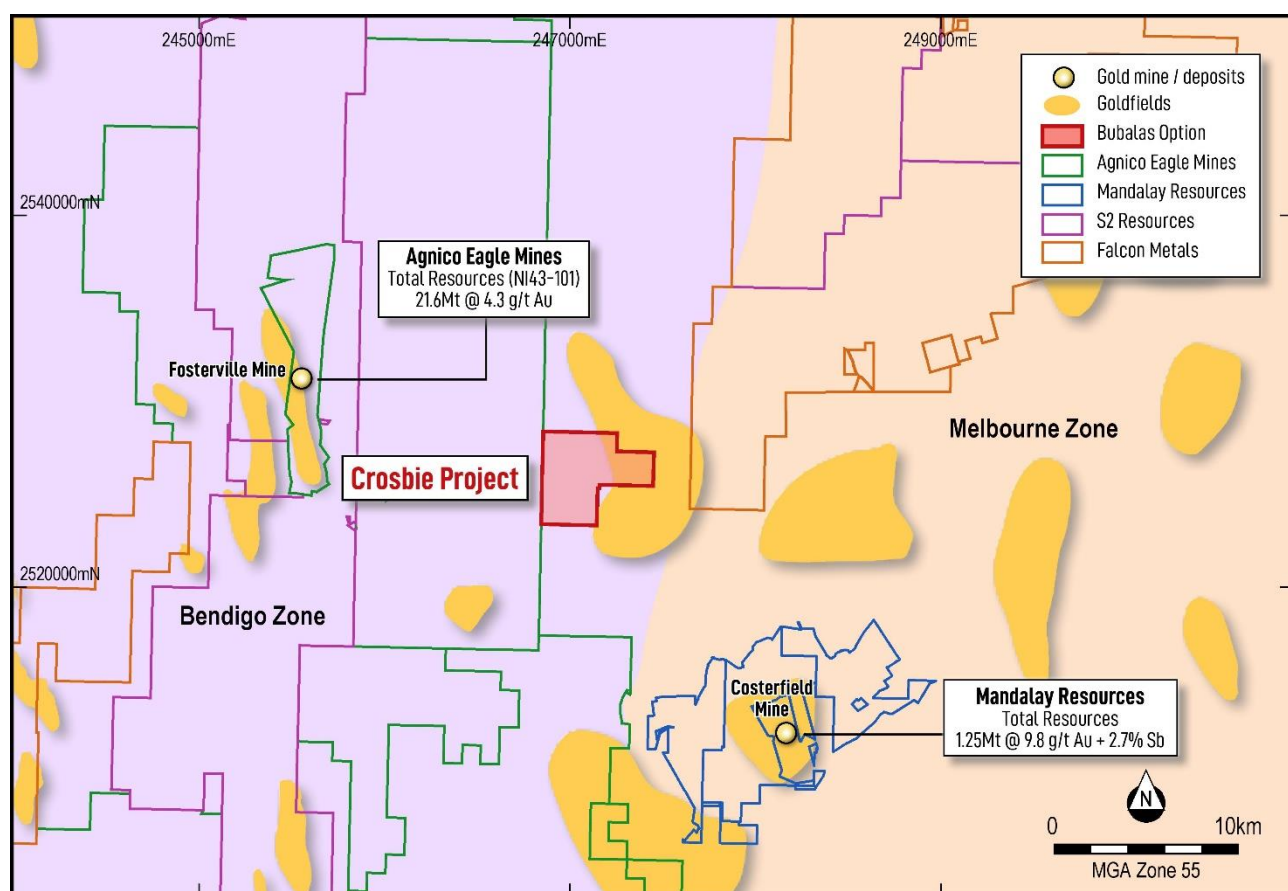 245000mE
247000mE
249000mE
Gold mine / deposits
Goldfields
Bubalas Option
Agnico Eagle Mines
Mandalay Resources
S2 Resources
Falcon Metals
2540000mN
Agnico Eagle Mines
Total Resources (NI43-101)
21.6Mt @ 4.3 g/t Au
Fosterville Mine
Melbourne Zone
Crosbie Project
2520000mN
Bendigo Zone
Costerfield
Mine
Mandalay Resources
Total Resources
1.25Mt @ 9.8 g/t Au + 2.7% Sb
N
0 10km
MGA Zone 55